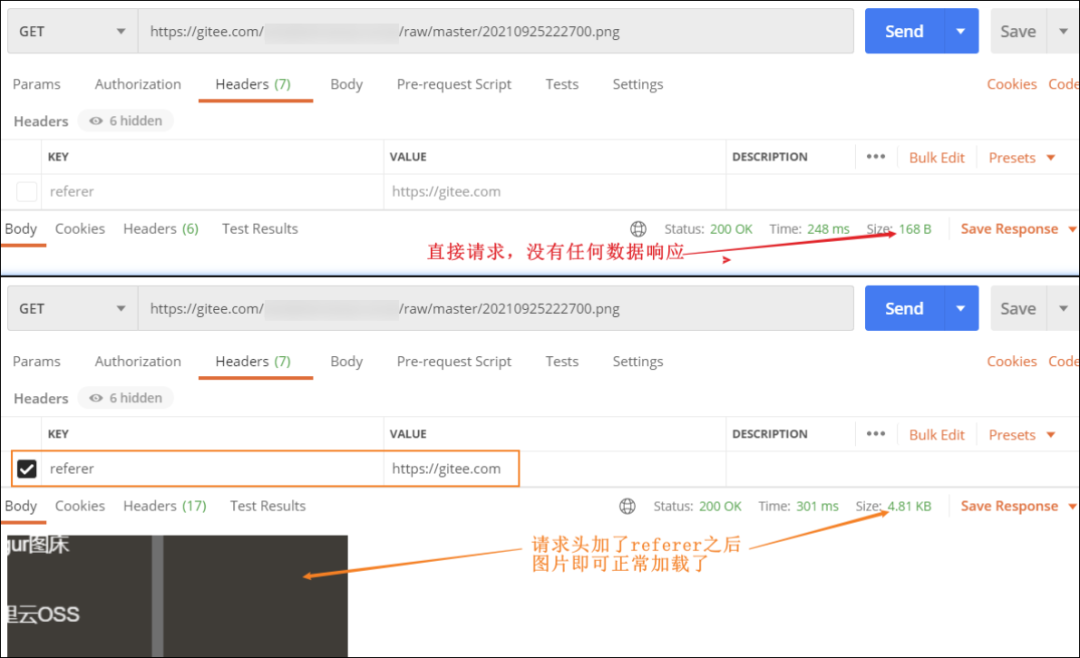 GET https://gitee.com/ /raw/master/20210925222700.png Send Save
Params Authorization Headers (7) Body Pre-request Script Tests Settings Cookies Code
Headers 6 hidden
KEY VALUE DESCRIPTION ••• Bulk Edit Presets
referer https://gitee.com
Body Cookies Headers (6) Test Results Status: 200 OK Time: 248 ms Size: 168 B Save Response
直接请求，没有任何数据响应
GET https://gitee.com/ /raw/master/20210925222700.png Send Save
Params Authorization Headers (7) Body Pre-request Script Tests Settings Cookies Code
Headers 6 hidden
KEY VALUE DESCRIPTION ••• Bulk Edit Presets
referer https://gitee.com
Body Cookies Headers (17) Test Results Status: 200 OK Time: 301 ms Size: 4.81 KB Save Response
请求头加了referer之后
图片即可正常加载了
gur图床
里云OSS